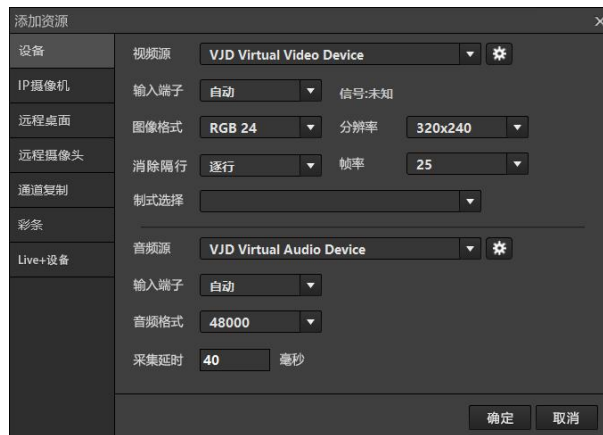 添加资源
设备
IP摄像机
远程桌面
远程摄像头
通道复制
彩条
Live+设备
视频源 VJD Virtual Video Device
输入端子 自动 信号:未知
图像格式 RGB 24 分辨率 320x240
消除隔行 逐行 帧率 25
制式选择
音频源 VJD Virtual Audio Device
输入端子 自动
音频格式 48000
采集延时 40 毫秒
确定 取消